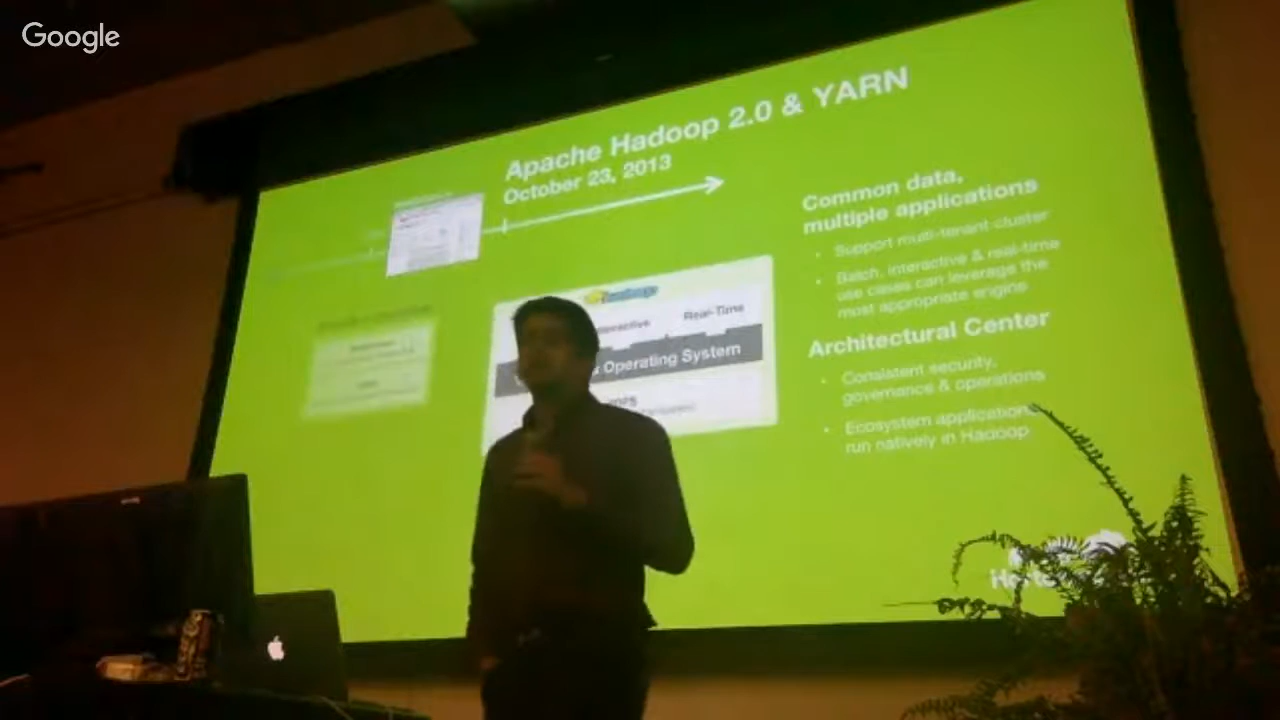 Google
Apache Hadoop 2.0 & YARN
October 23, 2013
Common data,
multiple applications
• Support multi-tenant cluster
• Batch, interactive & real-time
use cases can leverage the
most appropriate engine
Real-Time
Operating System
Architectural Center
• Consistent security,
governance & operations
• Ecosystem applications
run natively in Hadoop